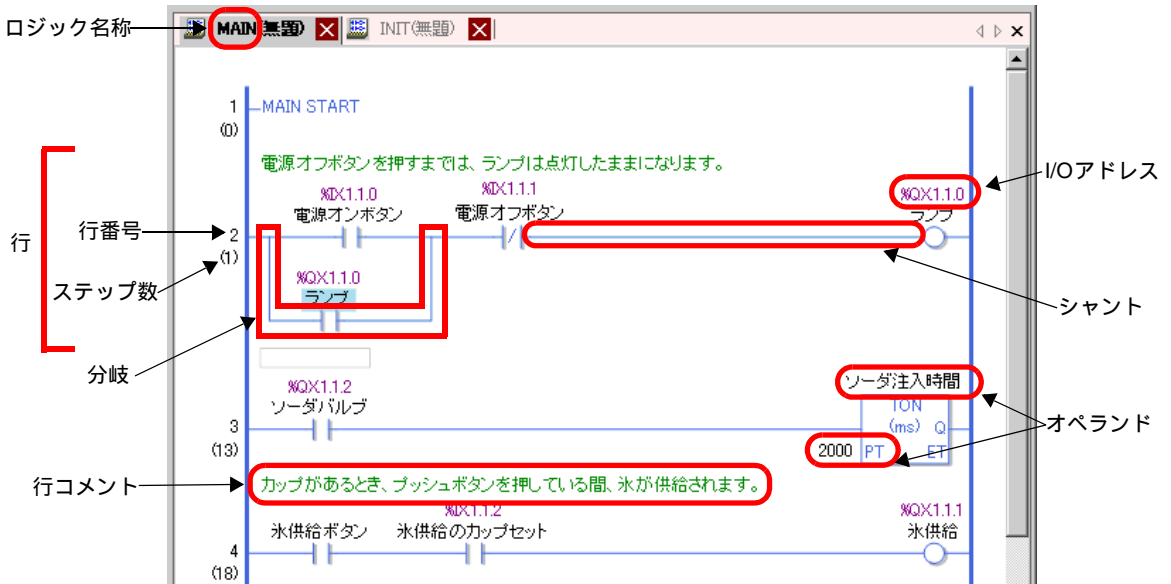 ロジック名称
MAIN(無題)
INIT(無題)
1
MAIN START
(0)
電源オフボタンを押すまでは、ランプは点灯したままになります。
I/Oアドレス
%IX1.1.0
%IX1.1.1
%QX1.1.0
電源オンボタン
電源オフボタン
ランプ
行
行番号
2
(1)
ステップ数
%QX1.1.0
ランプ
シャント
分岐
%QX1.1.2
ソーダバルブ
ソーダ注入時間
TON
(ms) Q
オペランド
3
(13)
2000 PT ET
行コメント
カップがあるとき、プッシュボタンを押している間、氷が供給されます。
%IX1.1.2
%QX1.1.1
氷供給ボタン
氷供給のカップセット
氷供給
4
(18)